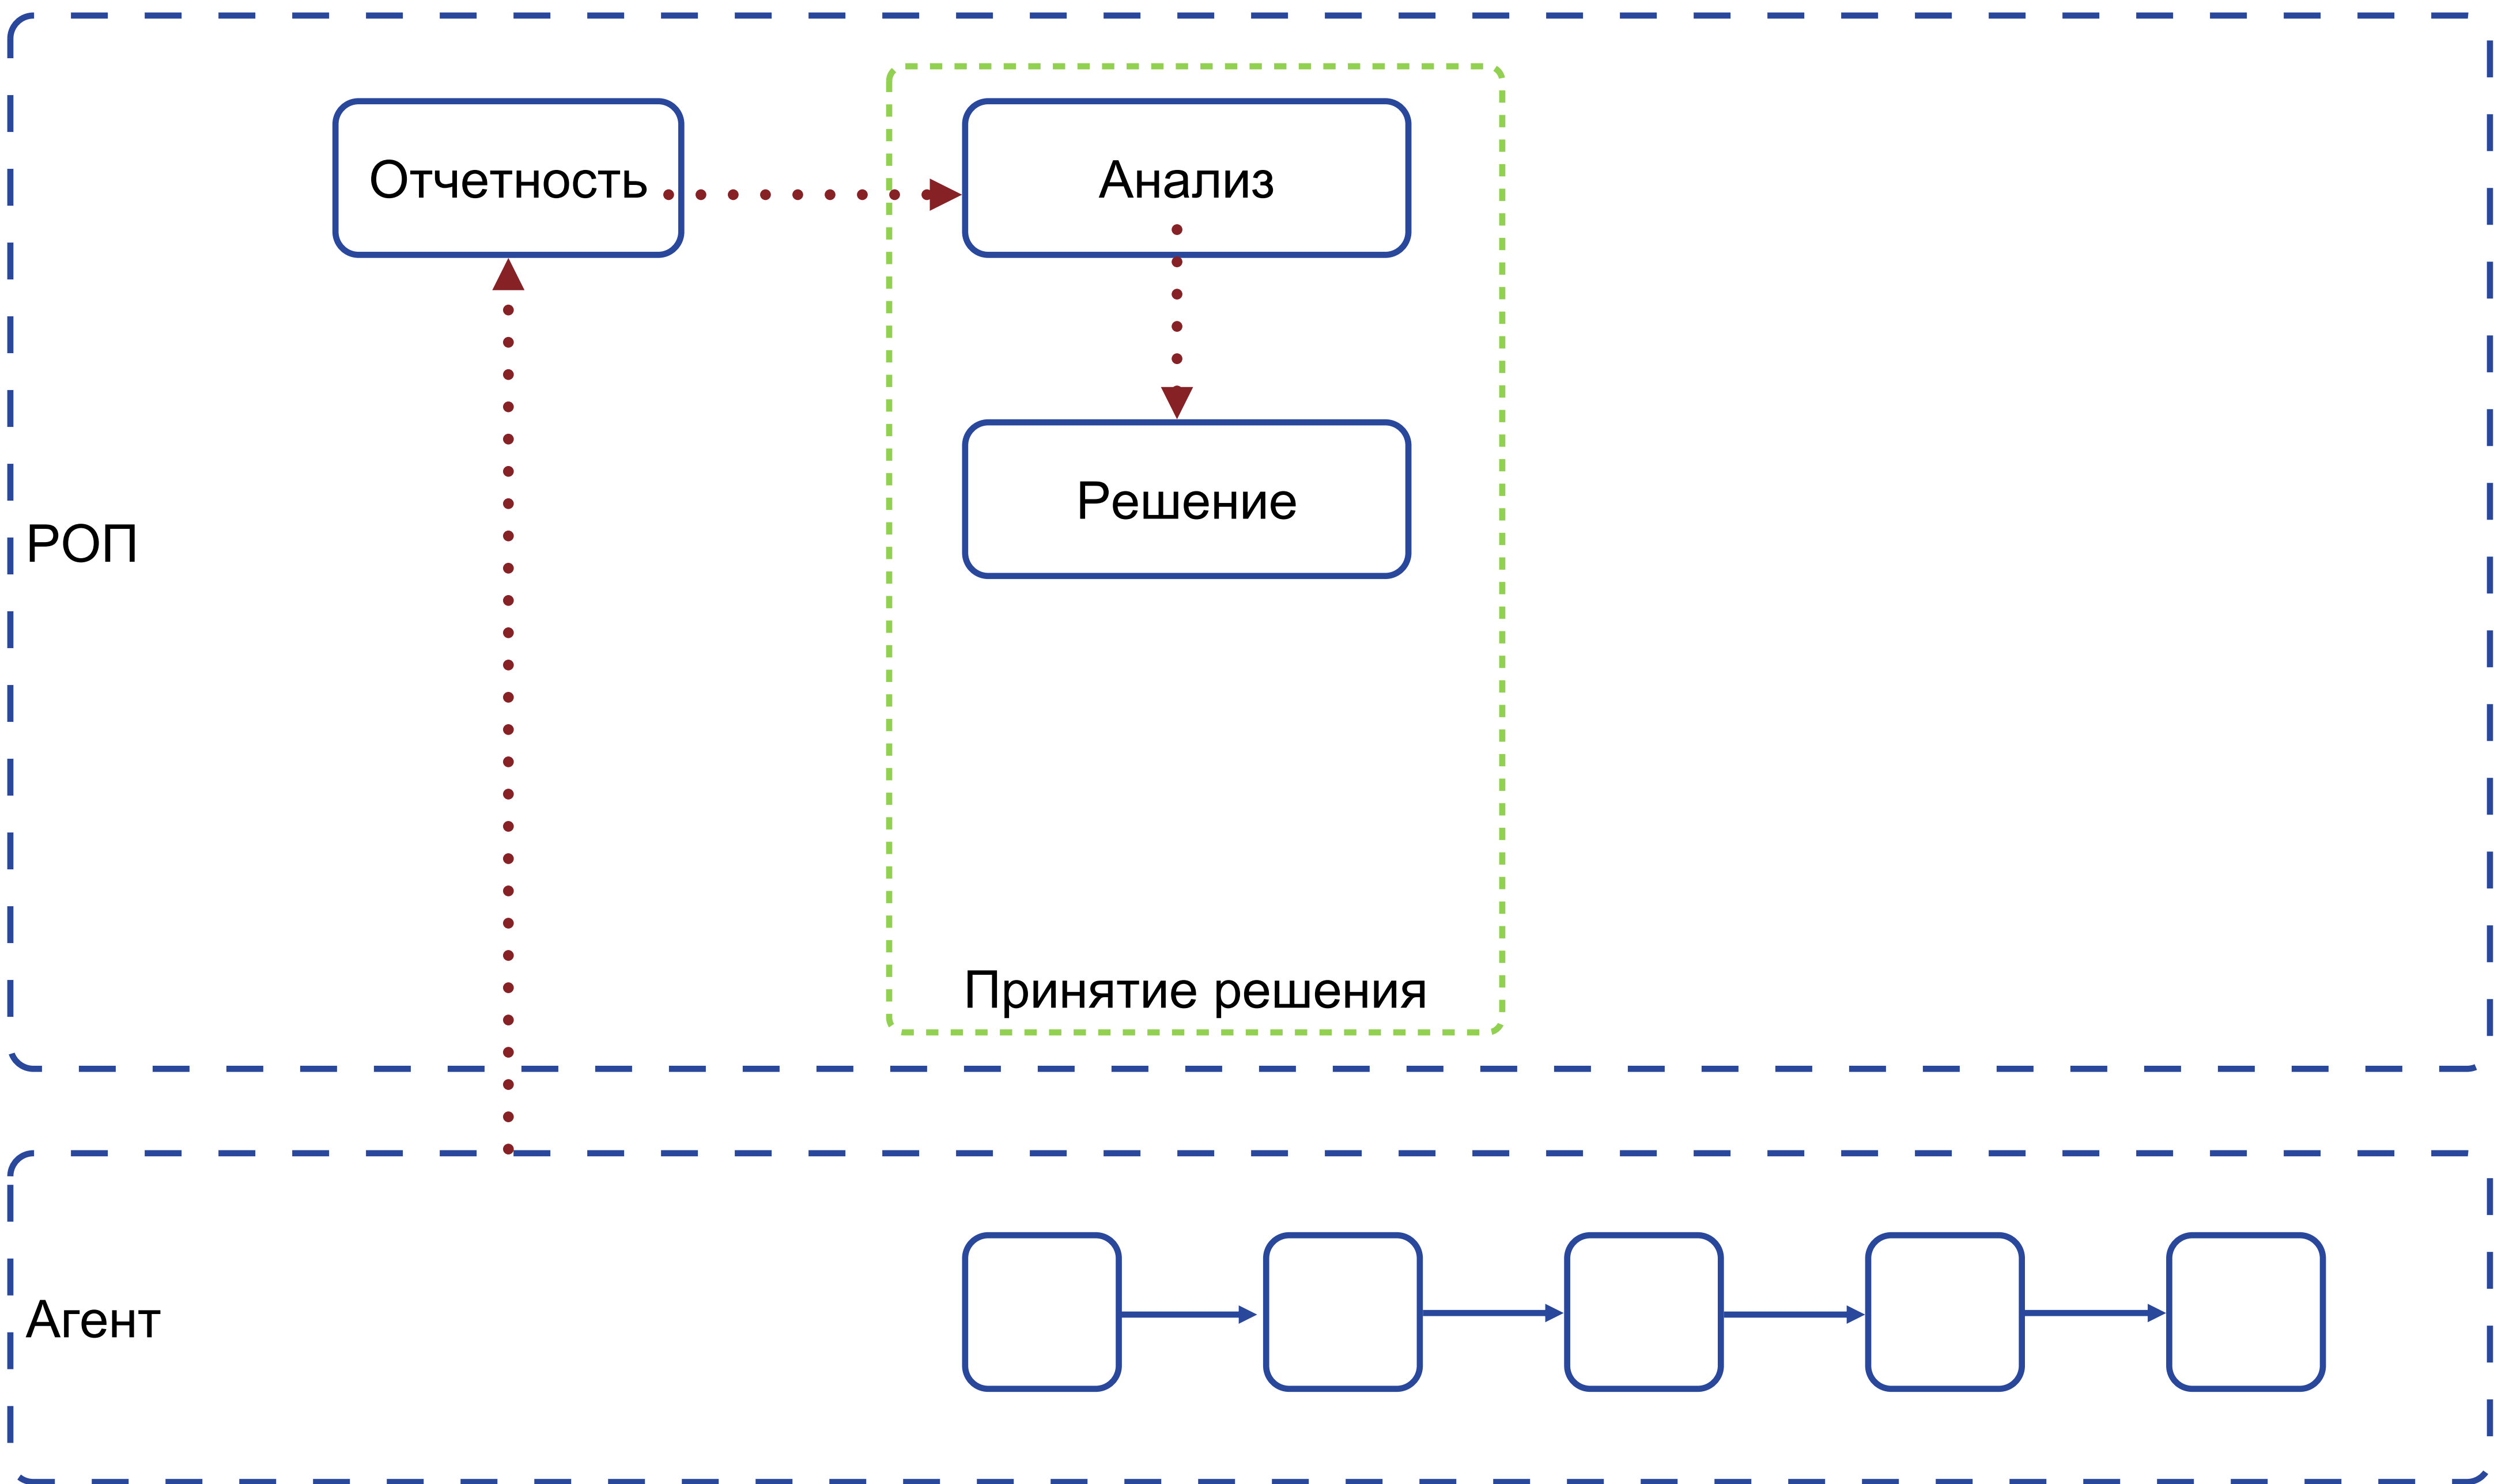 Отчетность
Анализ
Решение
РОП
Принятие решения
Агент